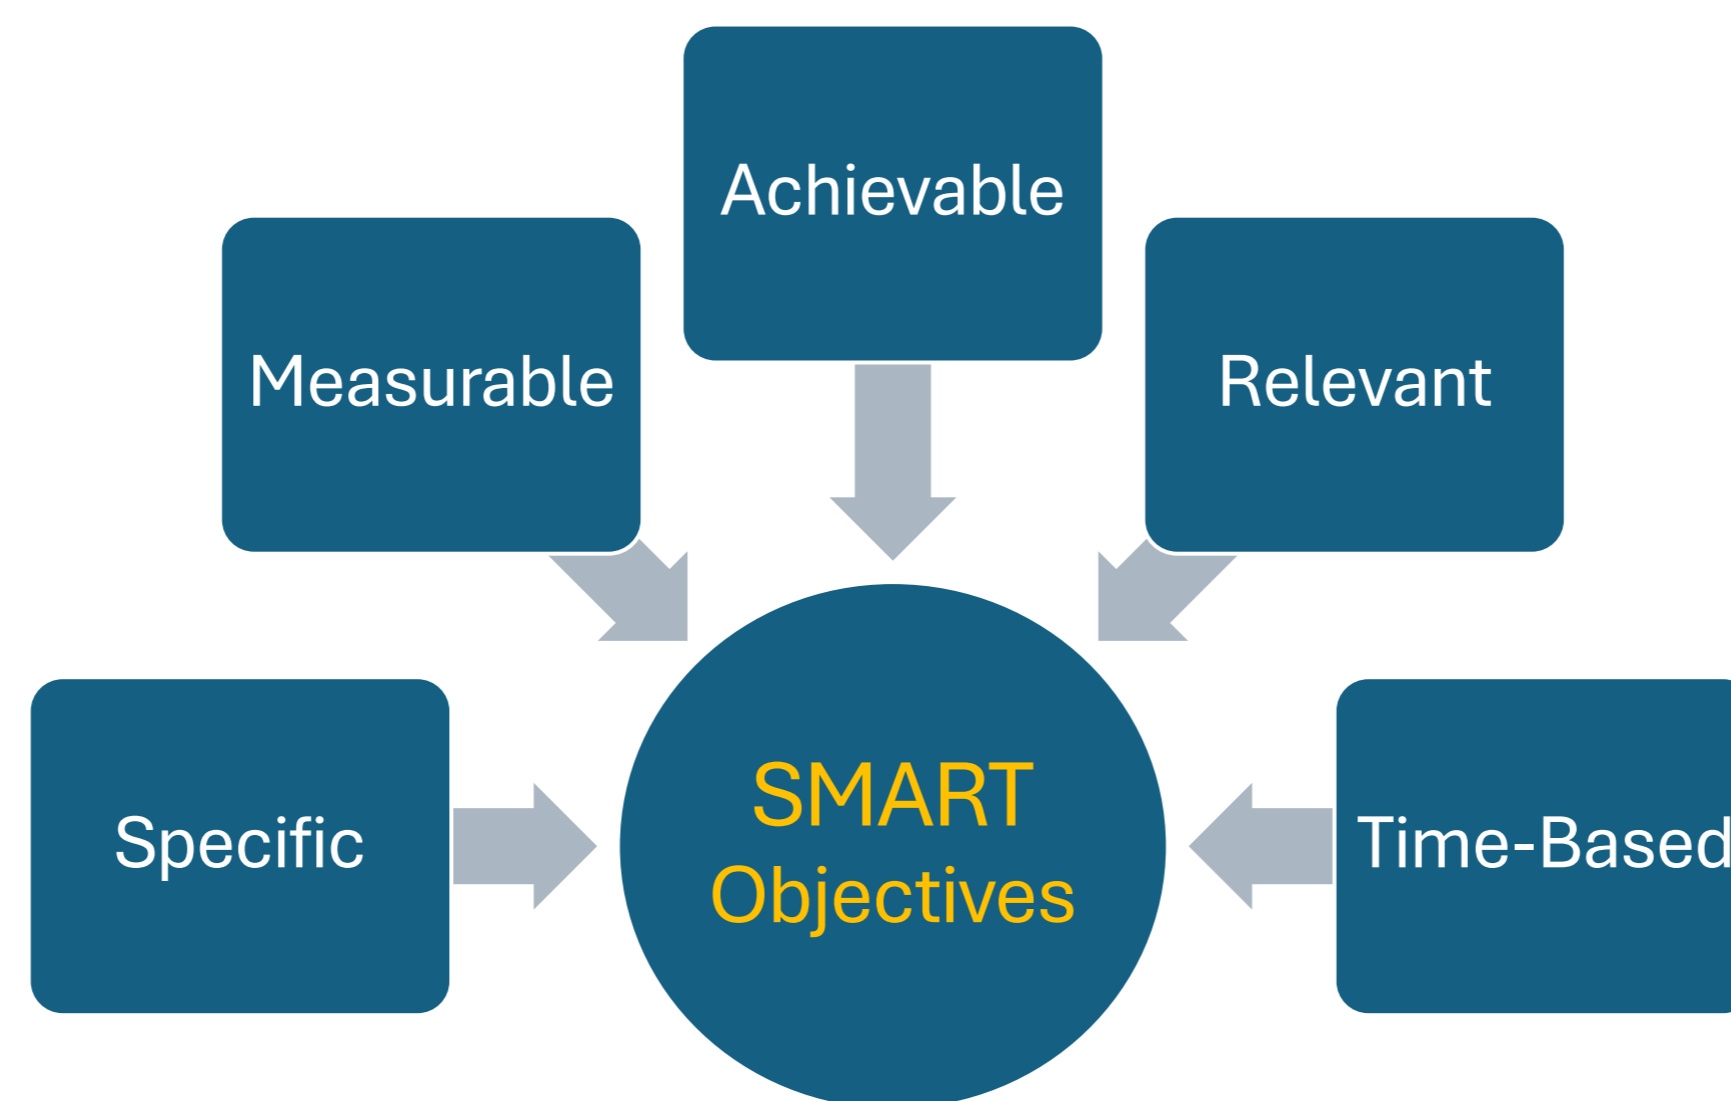 Achievable
Measurable
Relevant
Specific
SMART
Objectives
Time-Based